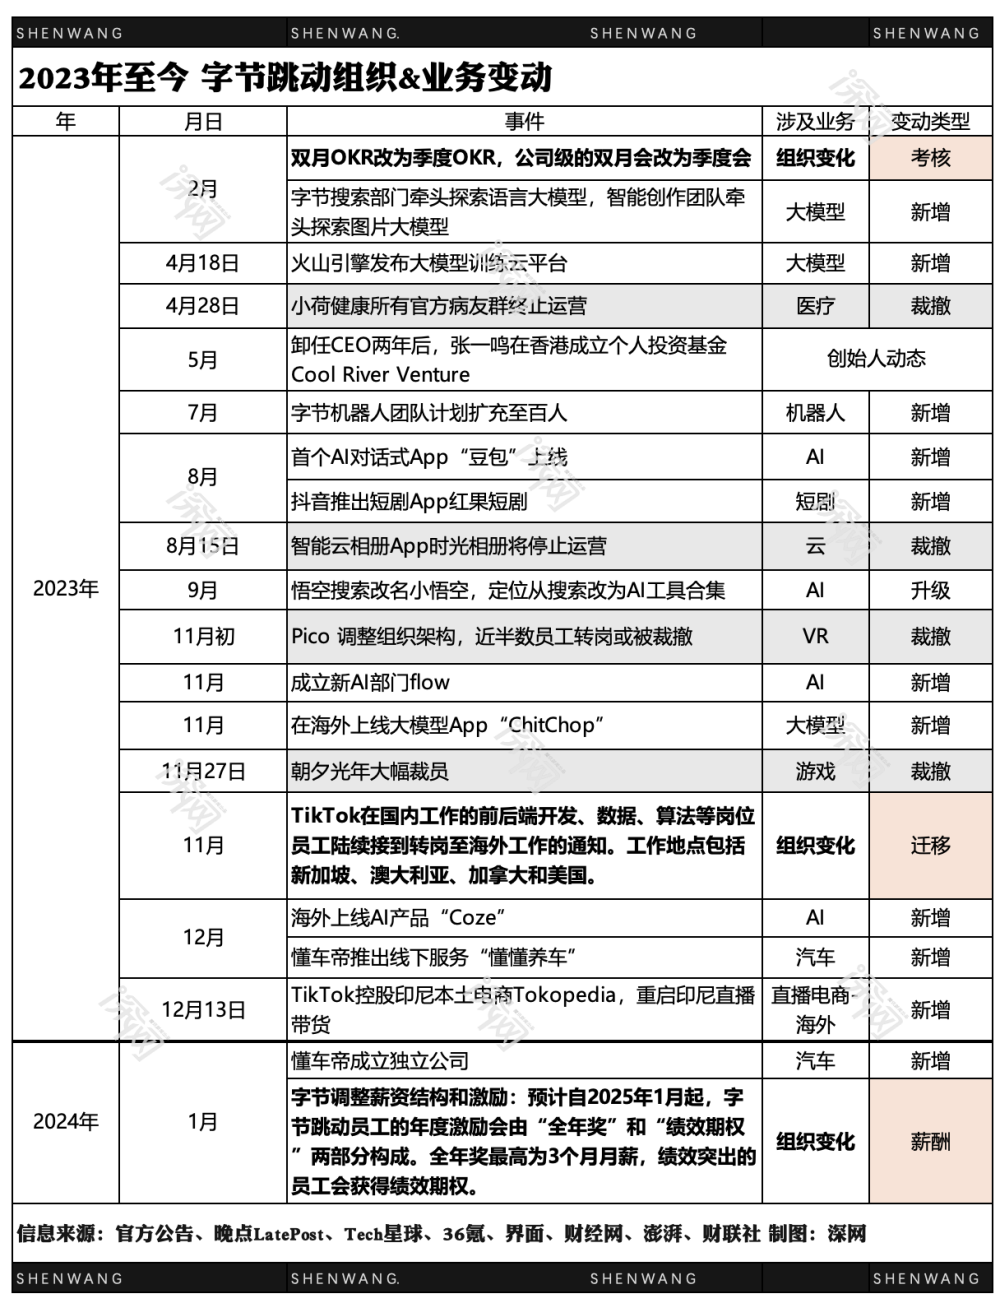 SHENWANG SHENWANG. SHENWANG SHENWANG
2023年至今 字节跳动组织&业务变动
年 月日 事件 涉及业务 变动类型
2023年
2月
双月OKR改为季度OKR，公司级的双月会改为季度会 组织变化 考核
字节搜索部门牵头探索语言大模型，智能创作团队牵
头探索图片大模型
大模型 新增
4月18日 火山引擎发布大模型训练云平台 大模型 新增
4月28日 小荷健康所有官方病友群终止运营 医疗 裁撤
5月
卸任CEO两年后，张一鸣在香港成立个人投资基金
Cool River Venture
创始人动态
7月 字节机器人团队计划扩充至百人 机器人 新增
8月
首个AI对话式App“豆包”上线 AI 新增
抖音推出短剧App红果短剧 短剧 新增
8月15日 智能云相册App时光相册将停止运营 云 裁撤
9月 悟空搜索改名小悟空，定位从搜索改为AI工具合集 AI 升级
11月初 Pico 调整组织架构，近半数员工转岗或被裁撤 VR 裁撤
11月 成立新AI部门flow AI 新增
11月 在海外上线大模型App“ChitChop” 大模型 新增
11月27日 朝夕光年大幅裁员 游戏 裁撤
11月
TikTok在国内工作的前后端开发、数据、算法等岗位
员工陆续接到转岗至海外工作的通知。工作地点包括
新加坡、澳大利亚、加拿大和美国。
组织变化 迁移
12月
海外上线AI产品“Coze” AI 新增
懂车帝推出线下服务“懂懂养车” 汽车 新增
12月13日
TikTok控股印尼本土电商Tokopedia，重启印尼直播
带货
直播电商-
海外
新增
2024年
1月
懂车帝成立独立公司 汽车 新增
字节调整薪资结构和激励：预计自2025年1月起，字
节跳动员工的年度激励会由“全年奖”和“绩效期权
”两部分构成。全年奖最高为3个月月薪，绩效突出的
员工会获得绩效期权。
组织变化 薪酬
信息来源：官方公告、晚点LatePost、Tech星球、36氪、界面、财经网、澎湃、财联社 制图：深网
SHENWANG SHENWANG. SHENWANG SHENWANG